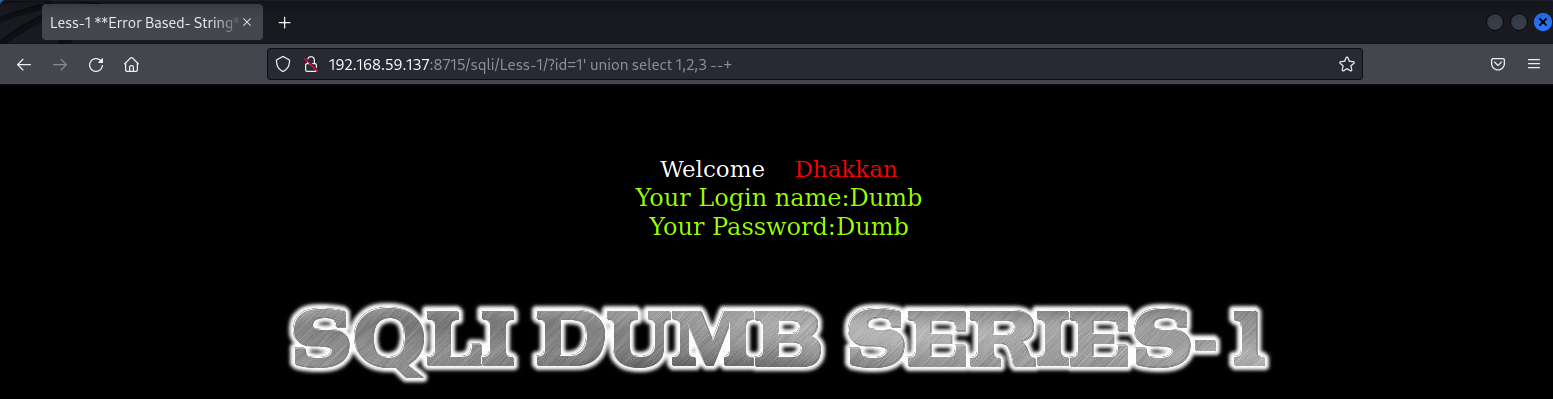 Less-1 **Error Based- String*
192.168.59.137:8715/sqli/Less-1/?id=1' union select 1,2,3 --+
Welcome Dhakkan
Your Login name:Dumb
Your Password:Dumb
SQLI DUMB SERIES-1